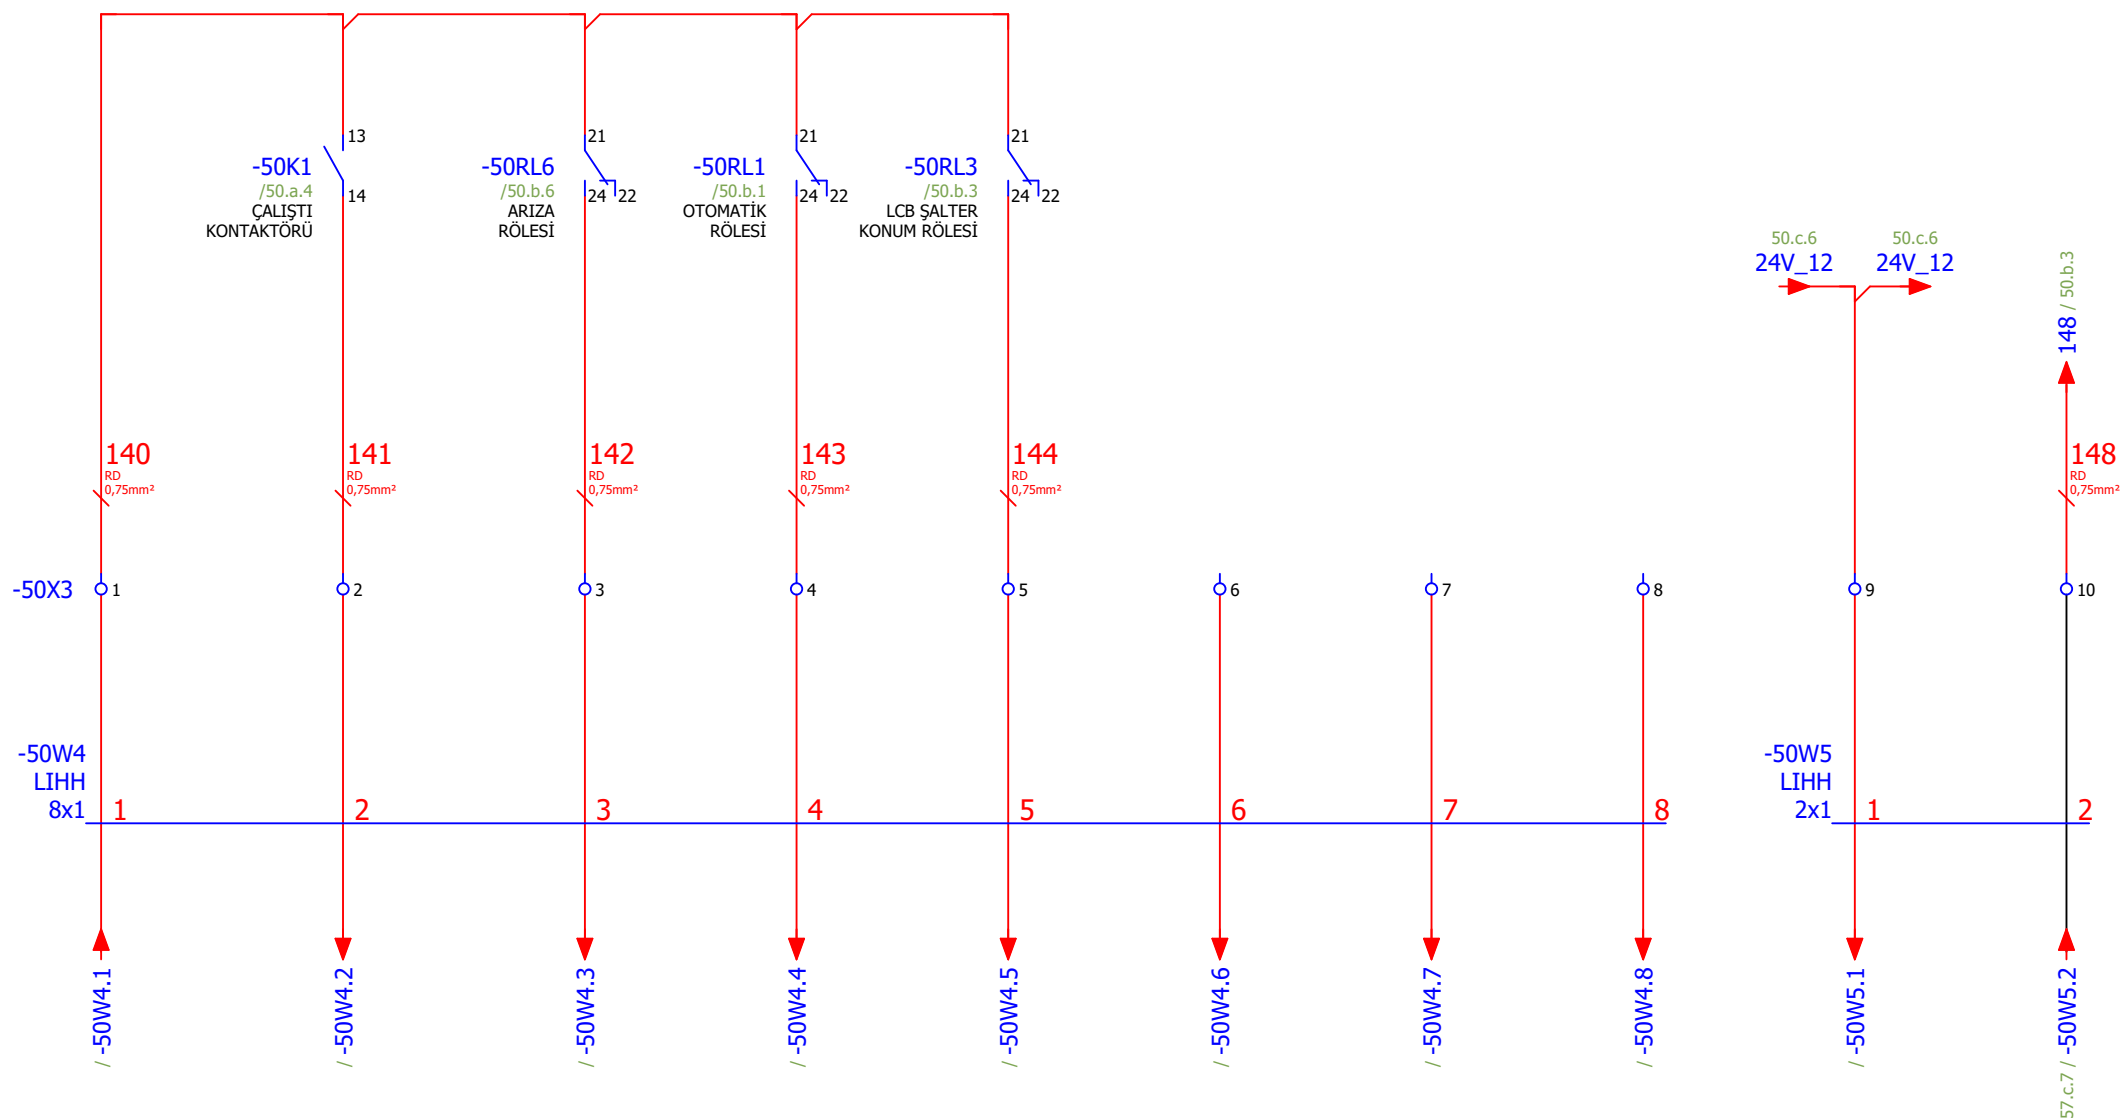 13
-50K1
/50.a.4
14
ÇALIŞTI
KONTAKTÖRÜ
21
-50RL6
/50.b.6
24 22
ARIZA
RÖLESİ
21
-50RL1
/50.b.1
24 22
OTOMATİK
RÖLESİ
21
-50RL3
/50.b.3
24 22
LCB ŞALTER
KONUM RÖLESİ
50.c.6
24V_12
50.c.6
24V_12
148 / 50.b.3
140
RD
0,75mm²
141
RD
0,75mm²
142
RD
0,75mm²
143
RD
0,75mm²
144
RD
0,75mm²
148
RD
0,75mm²
-50X3
1
2
3
4
5
6
7
8
9
10
-50W4
LIHH
8x1
1
2
3
4
5
6
7
8
-50W5
LIHH
2x1
1
2
/ -50W4.1
/ -50W4.2
/ -50W4.3
/ -50W4.4
/ -50W4.5
/ -50W4.6
/ -50W4.7
/ -50W4.8
/ -50W5.1
57.c.7 / -50W5.2